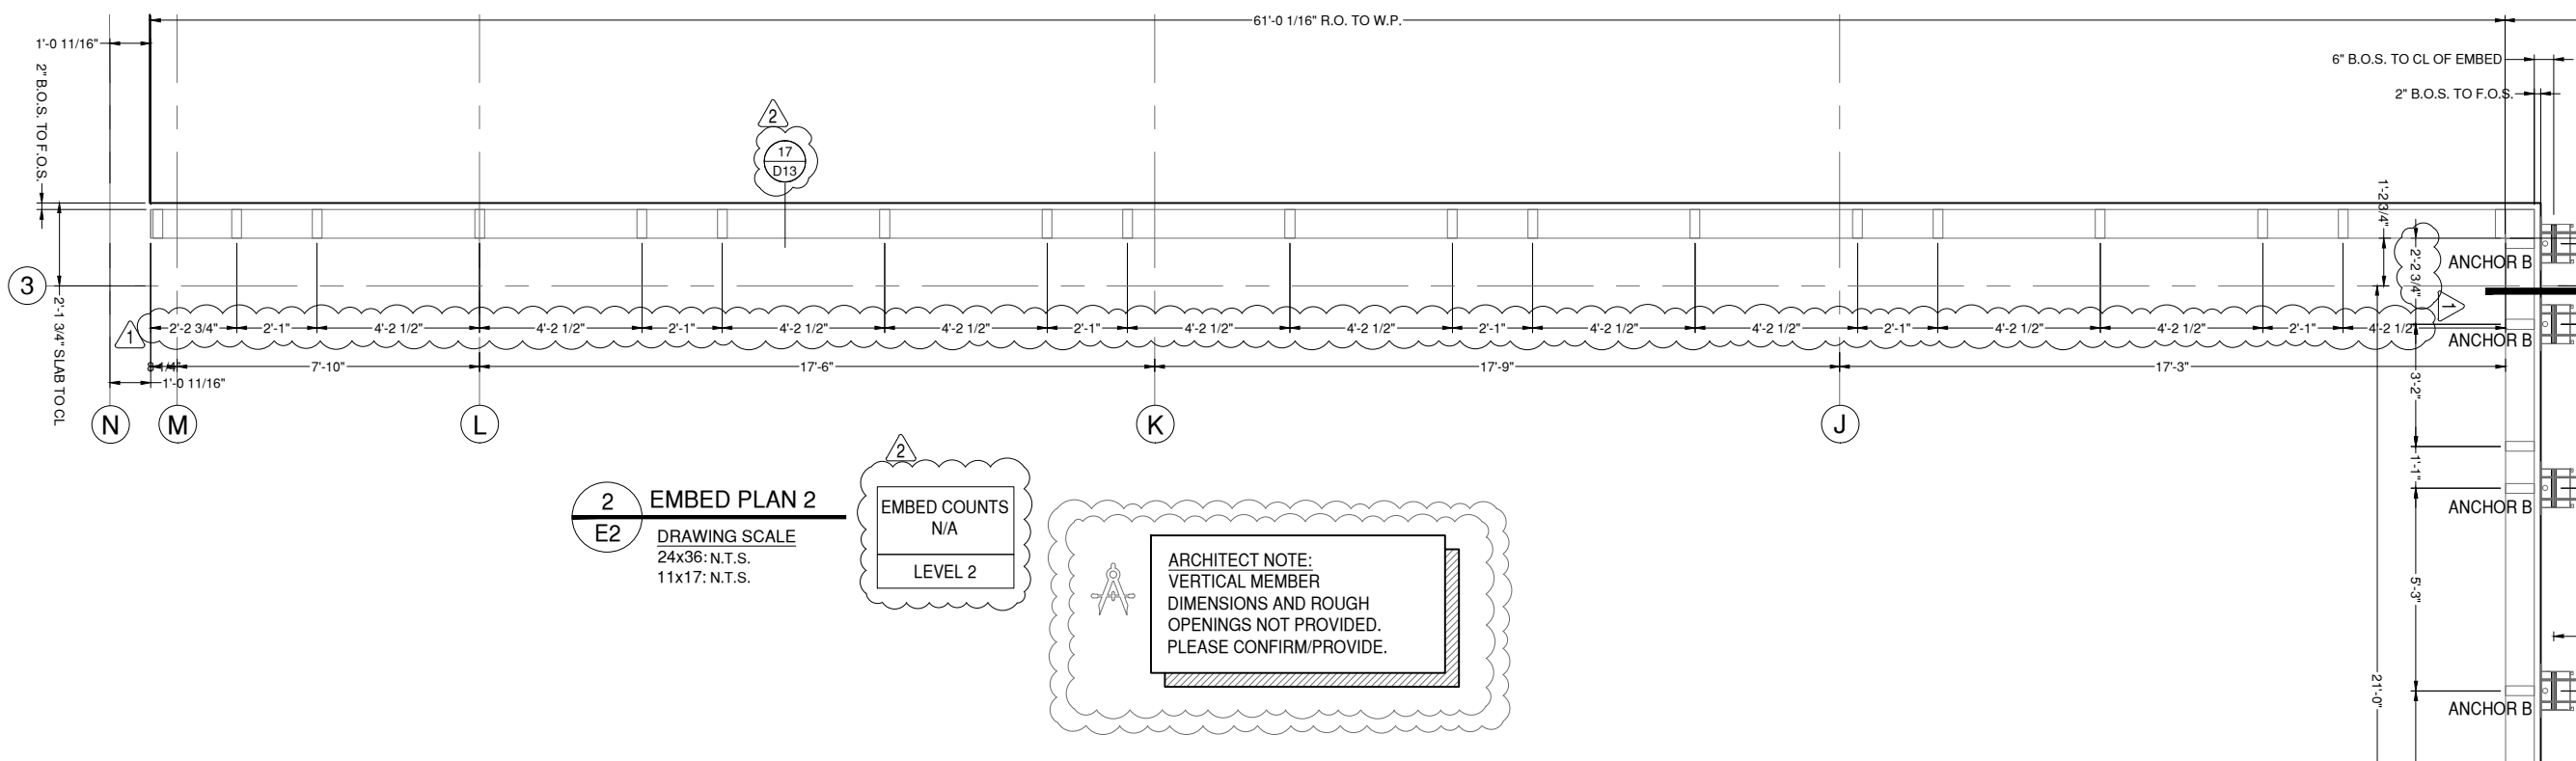 61'-0 1/16" R.O. TO W.P.
1'-0 11/16"
6" B.O.S. TO CL OF EMBED
2" B.O.S. TO F.O.S.
2" B.O.S. TO F.O.S.
2
17
D13
1'-2 3/4"
2'-2 3/4"
ANCHOR B
3
2'-1 3/4" SLAB TO CL
1
2'-2 3/4"
2'-1"
4'-2 1/2"
4'-2 1/2"
2'-1"
4'-2 1/2"
4'-2 1/2"
2'-1"
4'-2 1/2"
4'-2 1/2"
2'-1"
4'-2 1/2"
4'-2 1/2"
2'-1"
4'-2 1/2"
4'-2 1/2"
2'-1"
4'-2 1/2"
1
ANCHOR B
8 1/4"
7'-10"
17'-6"
17'-9"
17'-3"
1'-0 11/16"
3'-2"
N
M
L
K
J
1'-1"
ANCHOR B
2
E2
EMBED PLAN 2
DRAWING SCALE
24x36: N.T.S.
11x17: N.T.S.
2
EMBED COUNTS
N/A
LEVEL 2
ARCHITECT NOTE:
VERTICAL MEMBER
DIMENSIONS AND ROUGH
OPENINGS NOT PROVIDED.
PLEASE CONFIRM/PROVIDE.
5'-3"
21'-0"
ANCHOR B